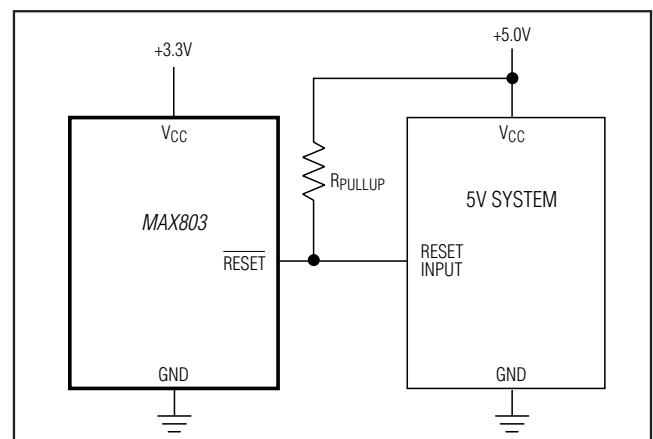 +3.3V
+5.0V
VCC
VCC
RPULLUP
MAX803
5V SYSTEM
RESET
RESET
INPUT
GND
GND